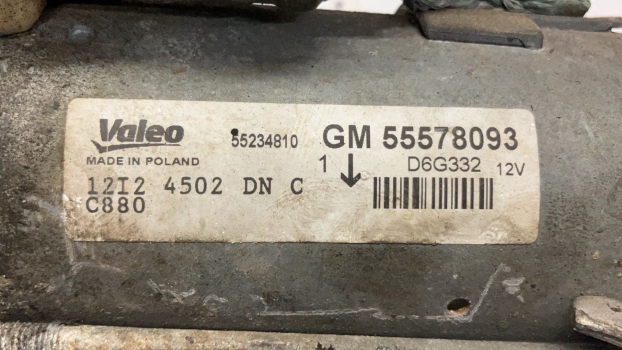 Valeo 55234810 GM 55578093
MADE IN POLAND 1 D6G332 12V
12I2 4502 DN C
C880